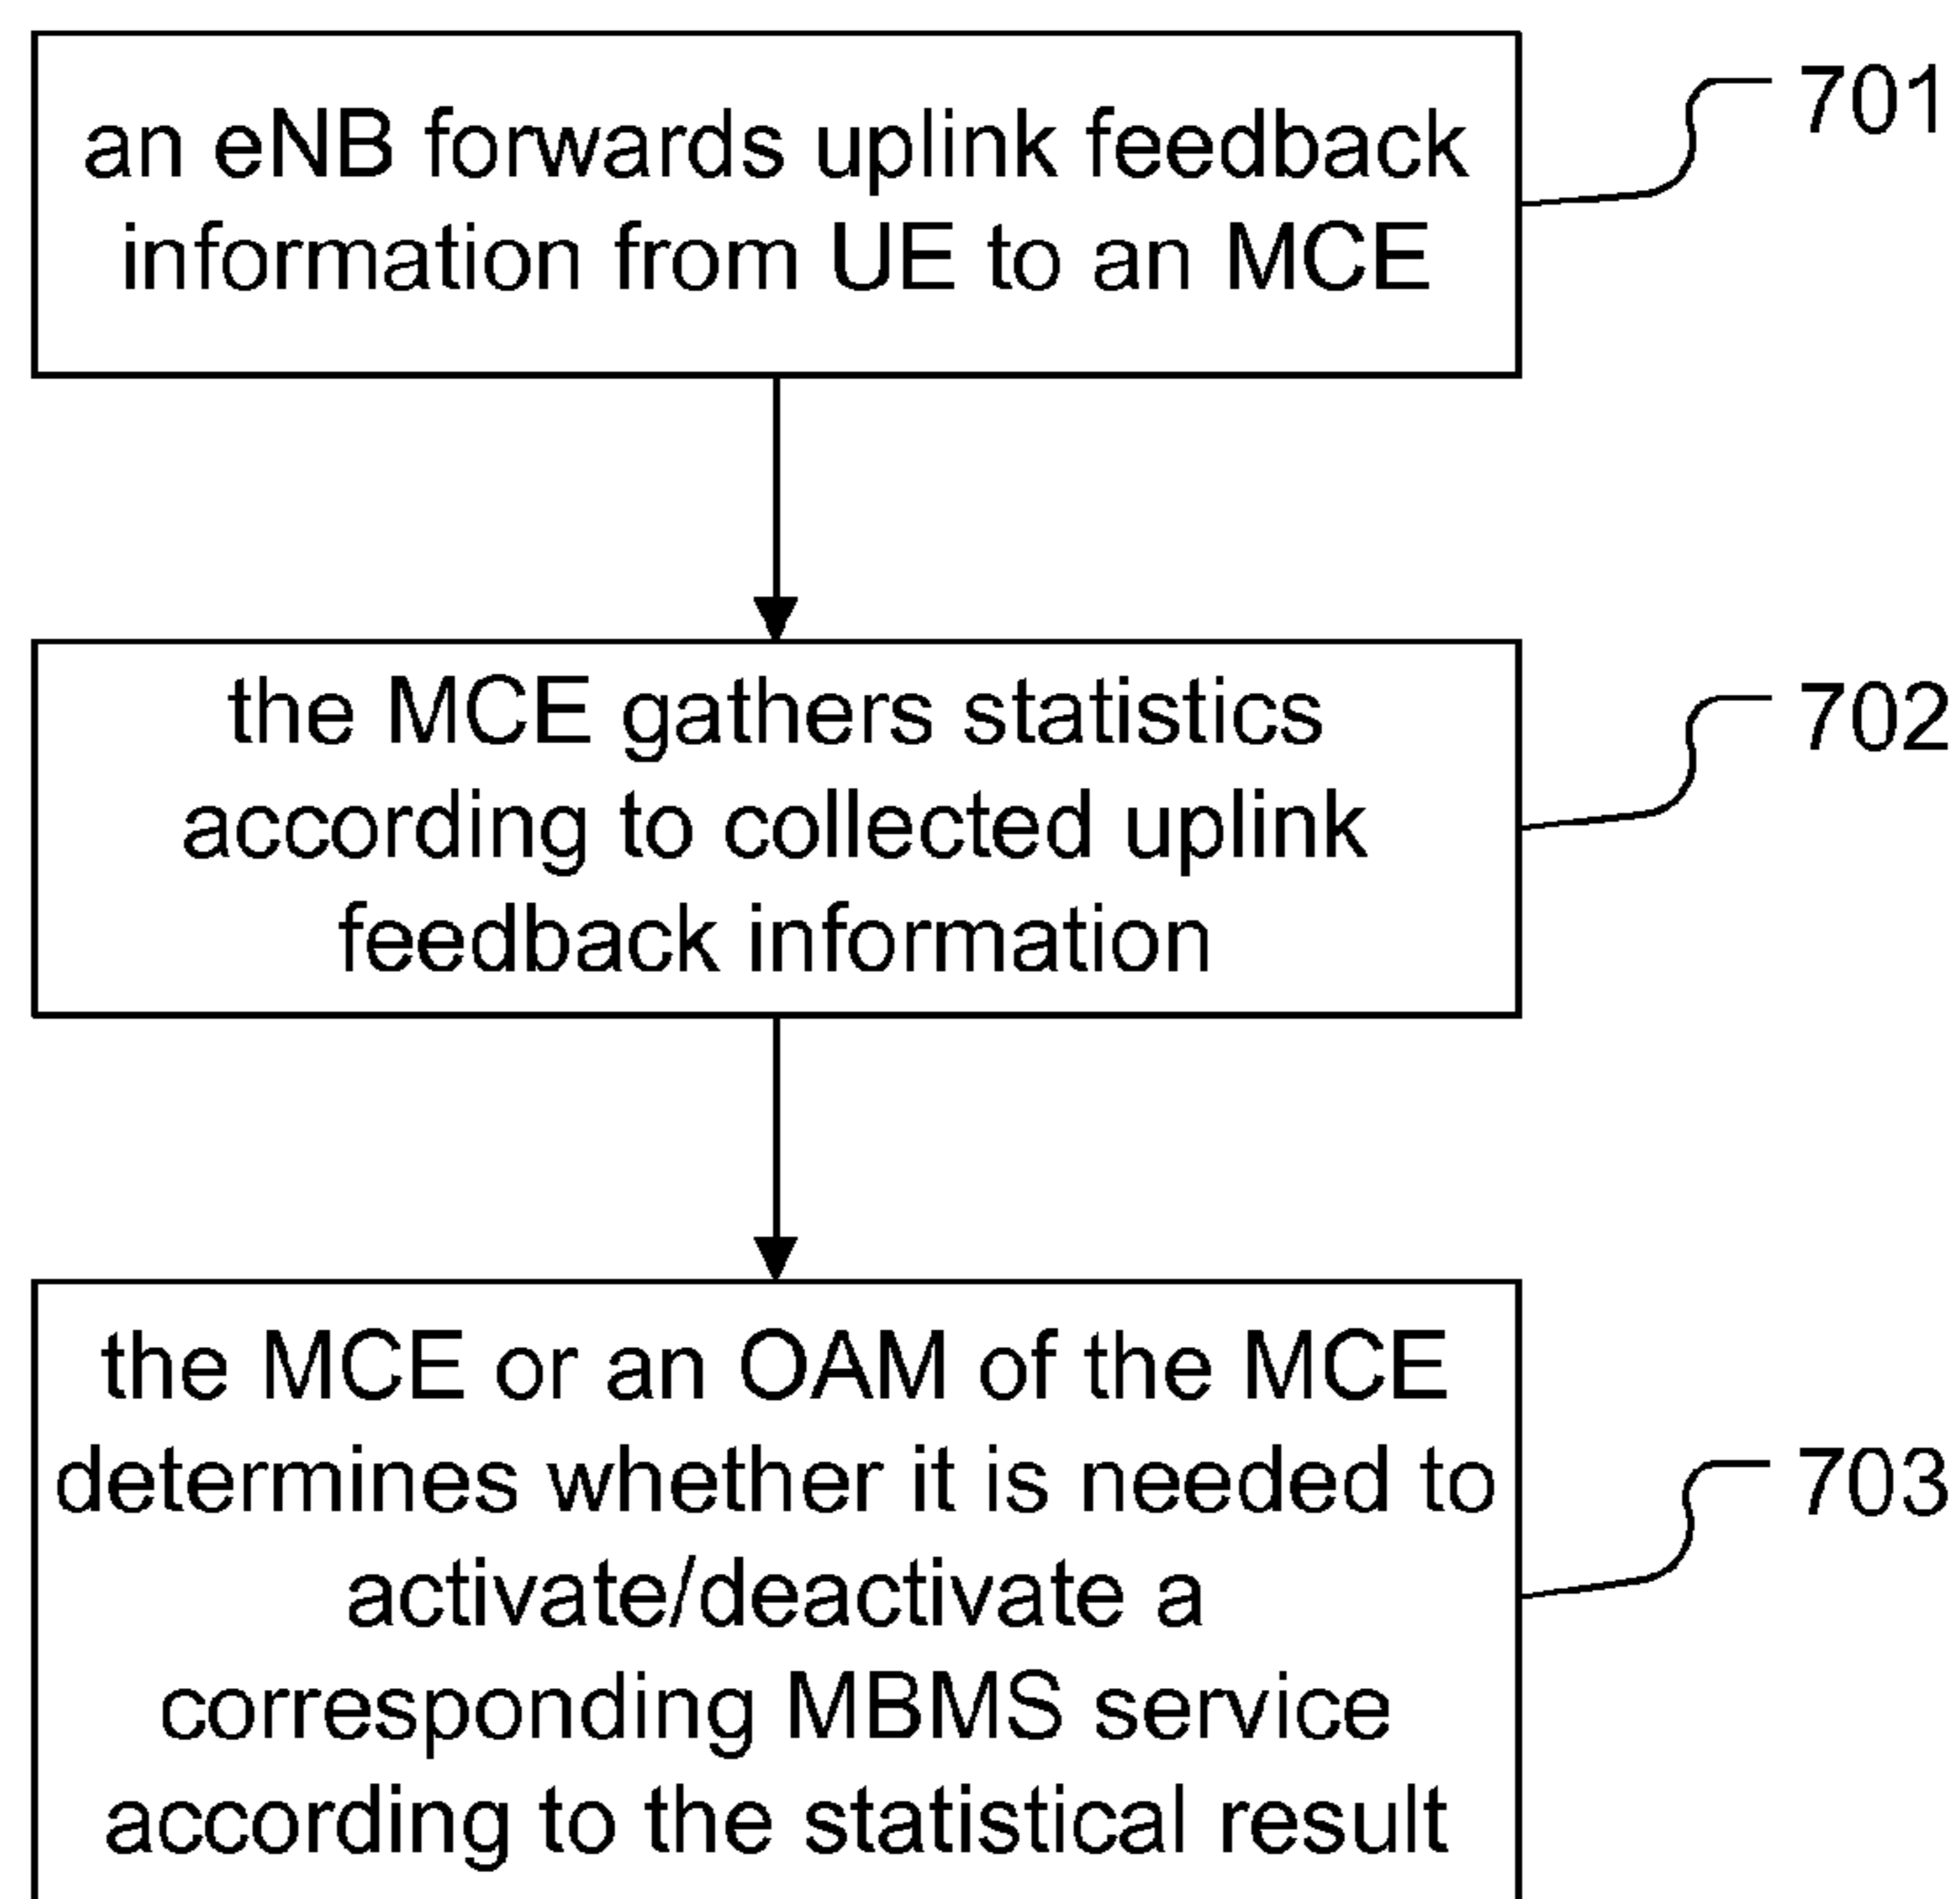 an eNB forwards uplink feedback
information from UE to an MCE
701
the MCE gathers statistics
according to collected uplink
feedback information
702
the MCE or an OAM of the MCE
determines whether it is needed to
activate/deactivate a
corresponding MBMS service
according to the statistical result
703